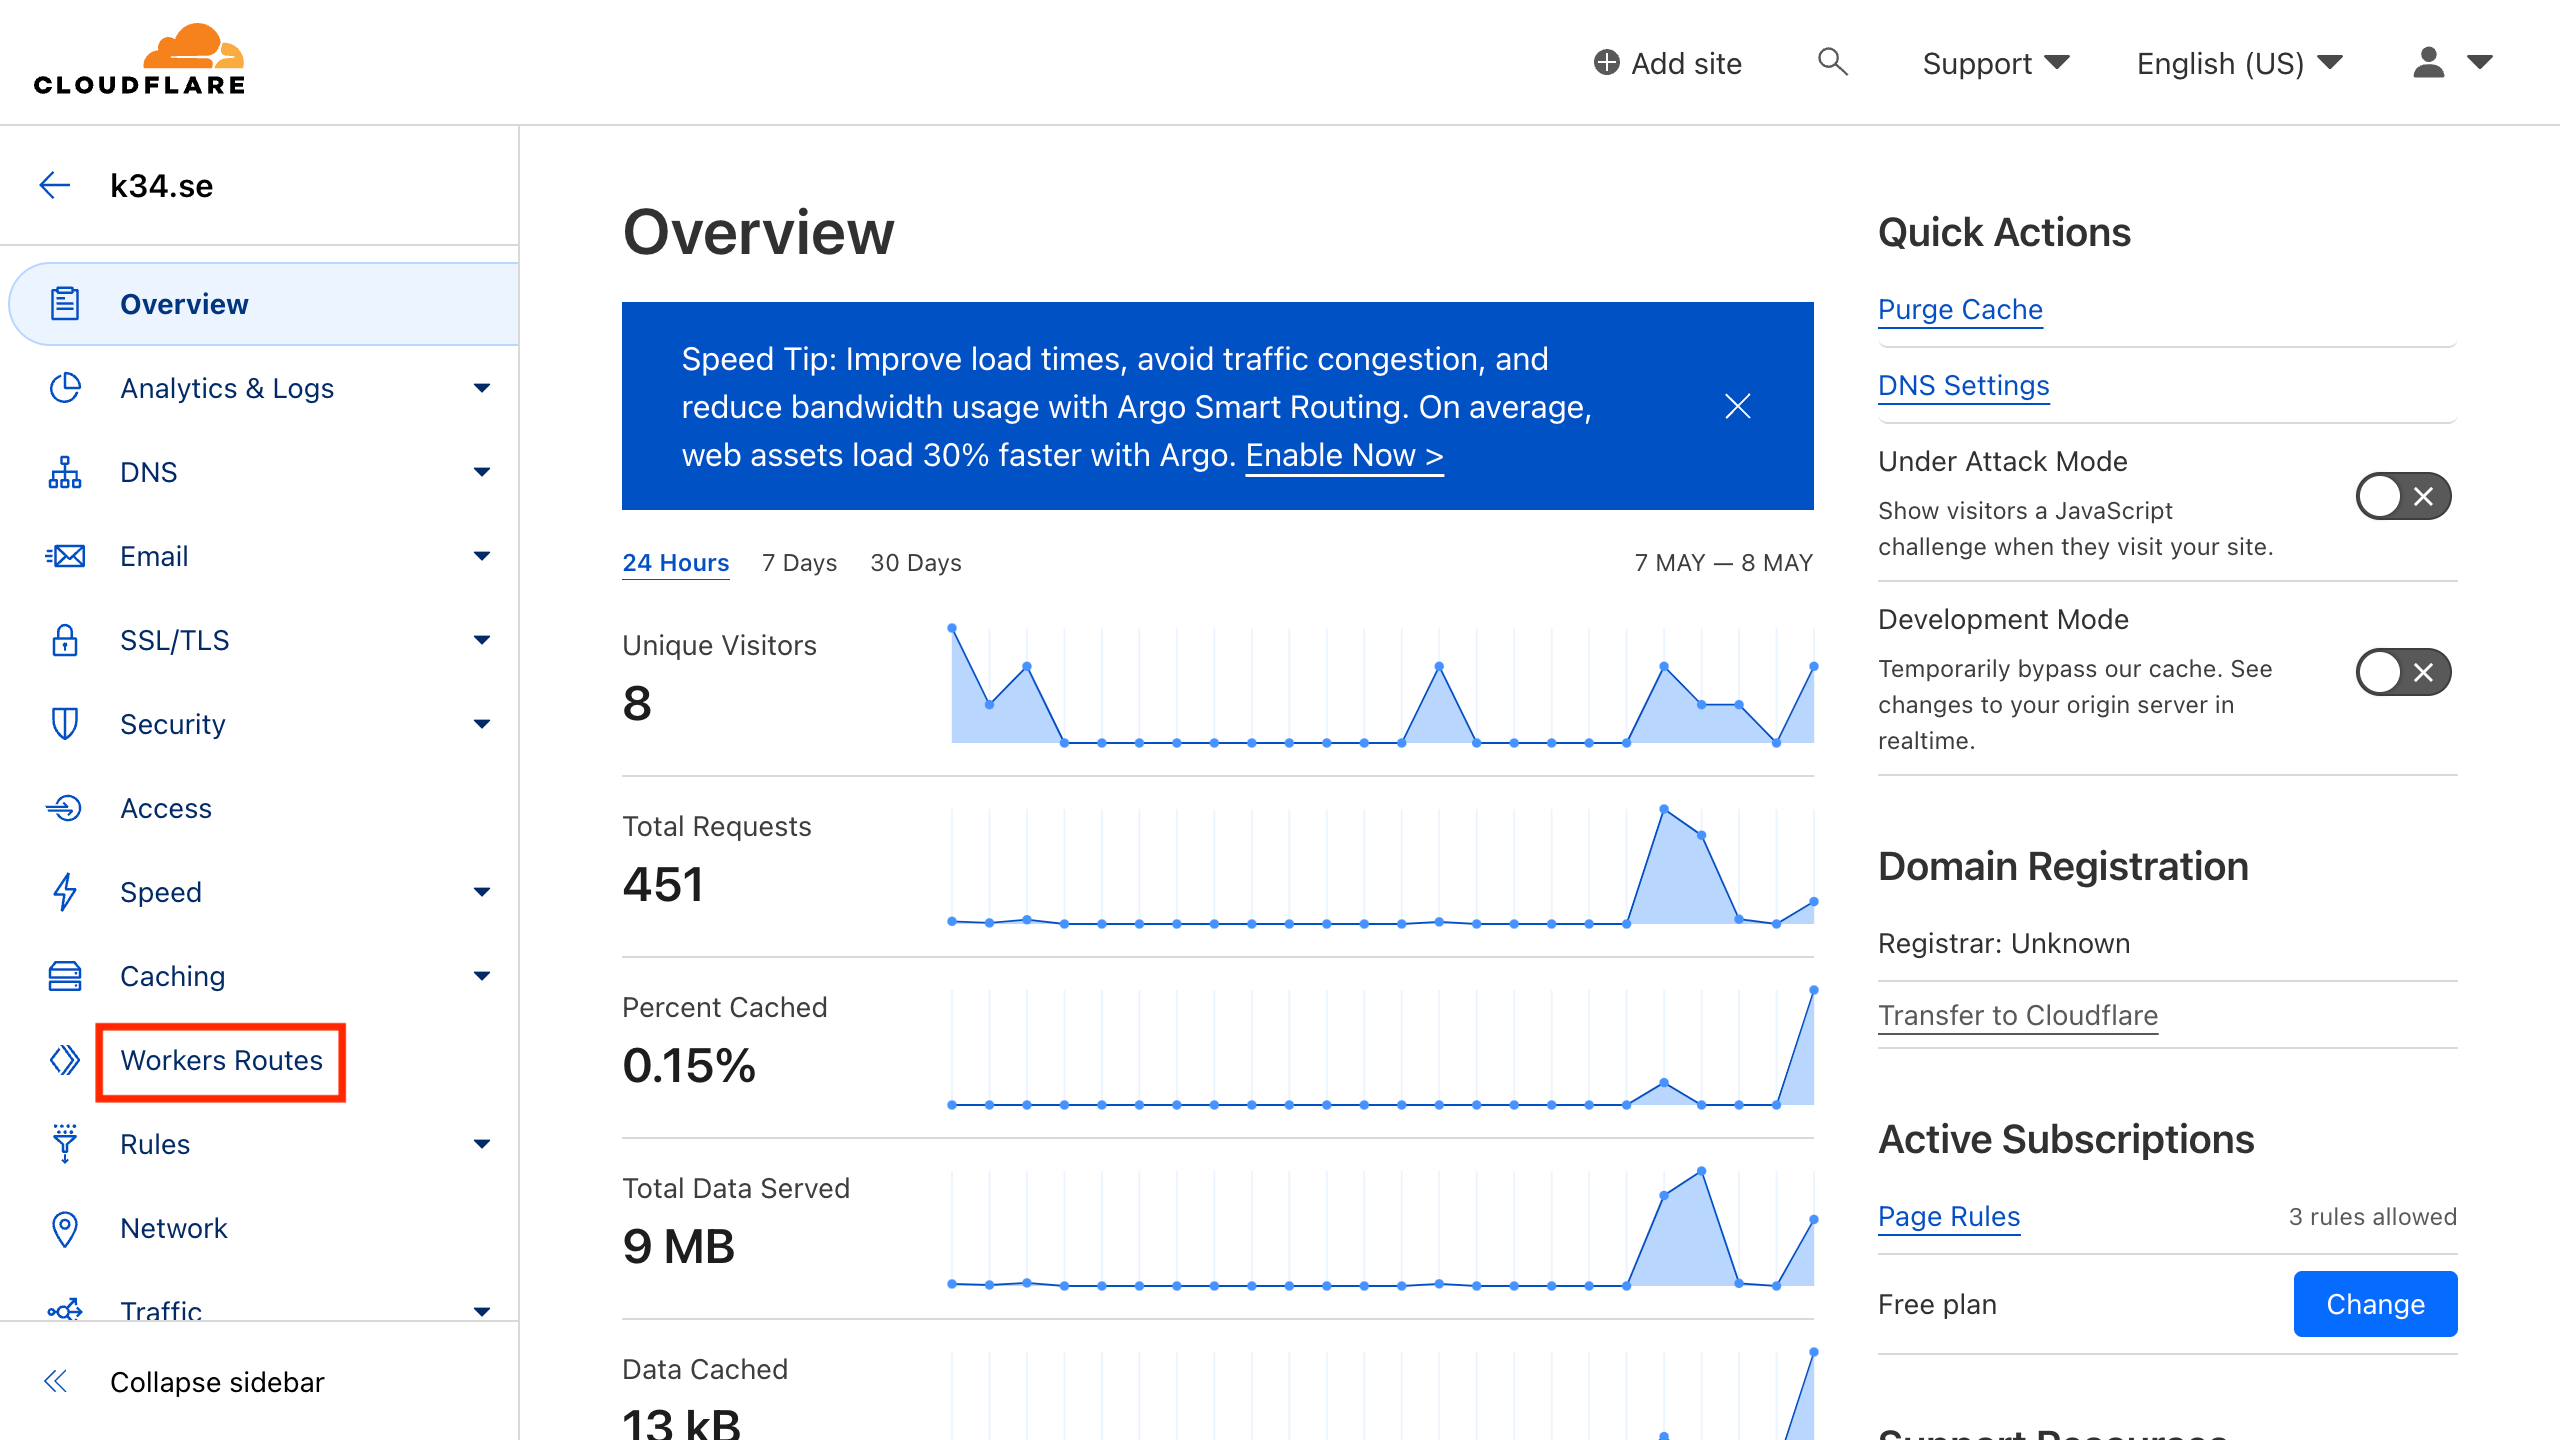 CLOUDFLARE
Add site
Support
English (US)
k34.se
Overview
Analytics & Logs
DNS
Email
SSL/TLS
Security
Access
Speed
Caching
Workers Routes
Rules
Network
Traffic
Collapse sidebar
Overview
Speed Tip: Improve load times, avoid traffic congestion, and
reduce bandwidth usage with Argo Smart Routing. On average,
web assets load 30% faster with Argo. Enable Now >
24 Hours 7 Days 30 Days 7 MAY — 8 MAY
Unique Visitors
8
Total Requests
451
Percent Cached
0.15%
Total Data Served
9 MB
Data Cached
13 kB
Quick Actions
Purge Cache
DNS Settings
Under Attack Mode
Show visitors a JavaScript
challenge when they visit your site.
Development Mode
Temporarily bypass our cache. See
changes to your origin server in
realtime.
Domain Registration
Registrar: Unknown
Transfer to Cloudflare
Active Subscriptions
Page Rules 3 rules allowed
Free plan Change
Support Resources